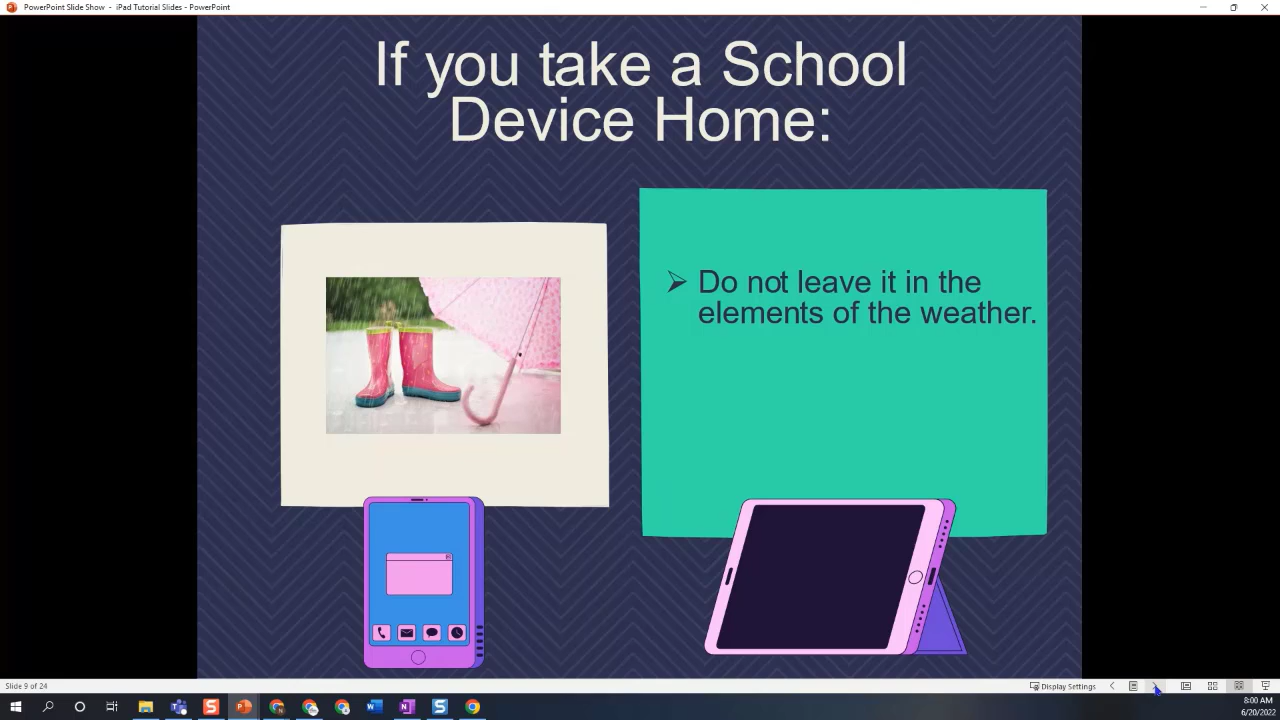 PowerPoint Slide Show - iPad Tutorial Slides - PowerPoint
If you take a School
Device Home:
➢ Do not leave it in the
elements of the weather.
Slide 9 of 24
Display Settings
8:00 AM
6/20/2022